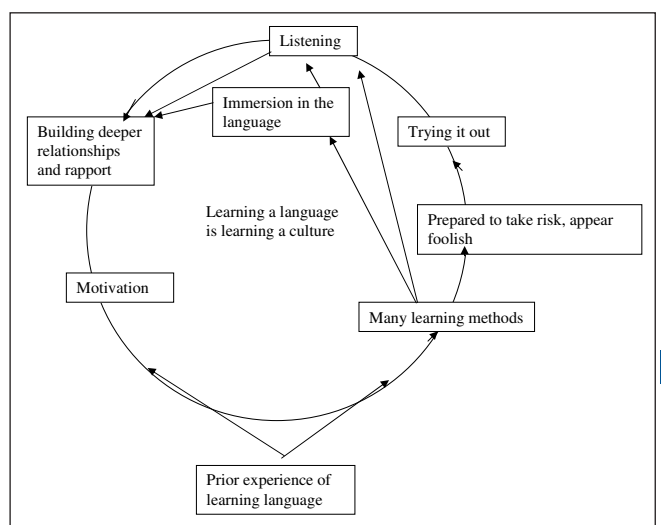 Listening
Immersion in the
language
Building deeper
relationships
and rapport
Trying it out
Learning a language
is learning a culture
Prepared to take risk, appear
foolish
Motivation
Many learning methods
Prior experience of
learning language